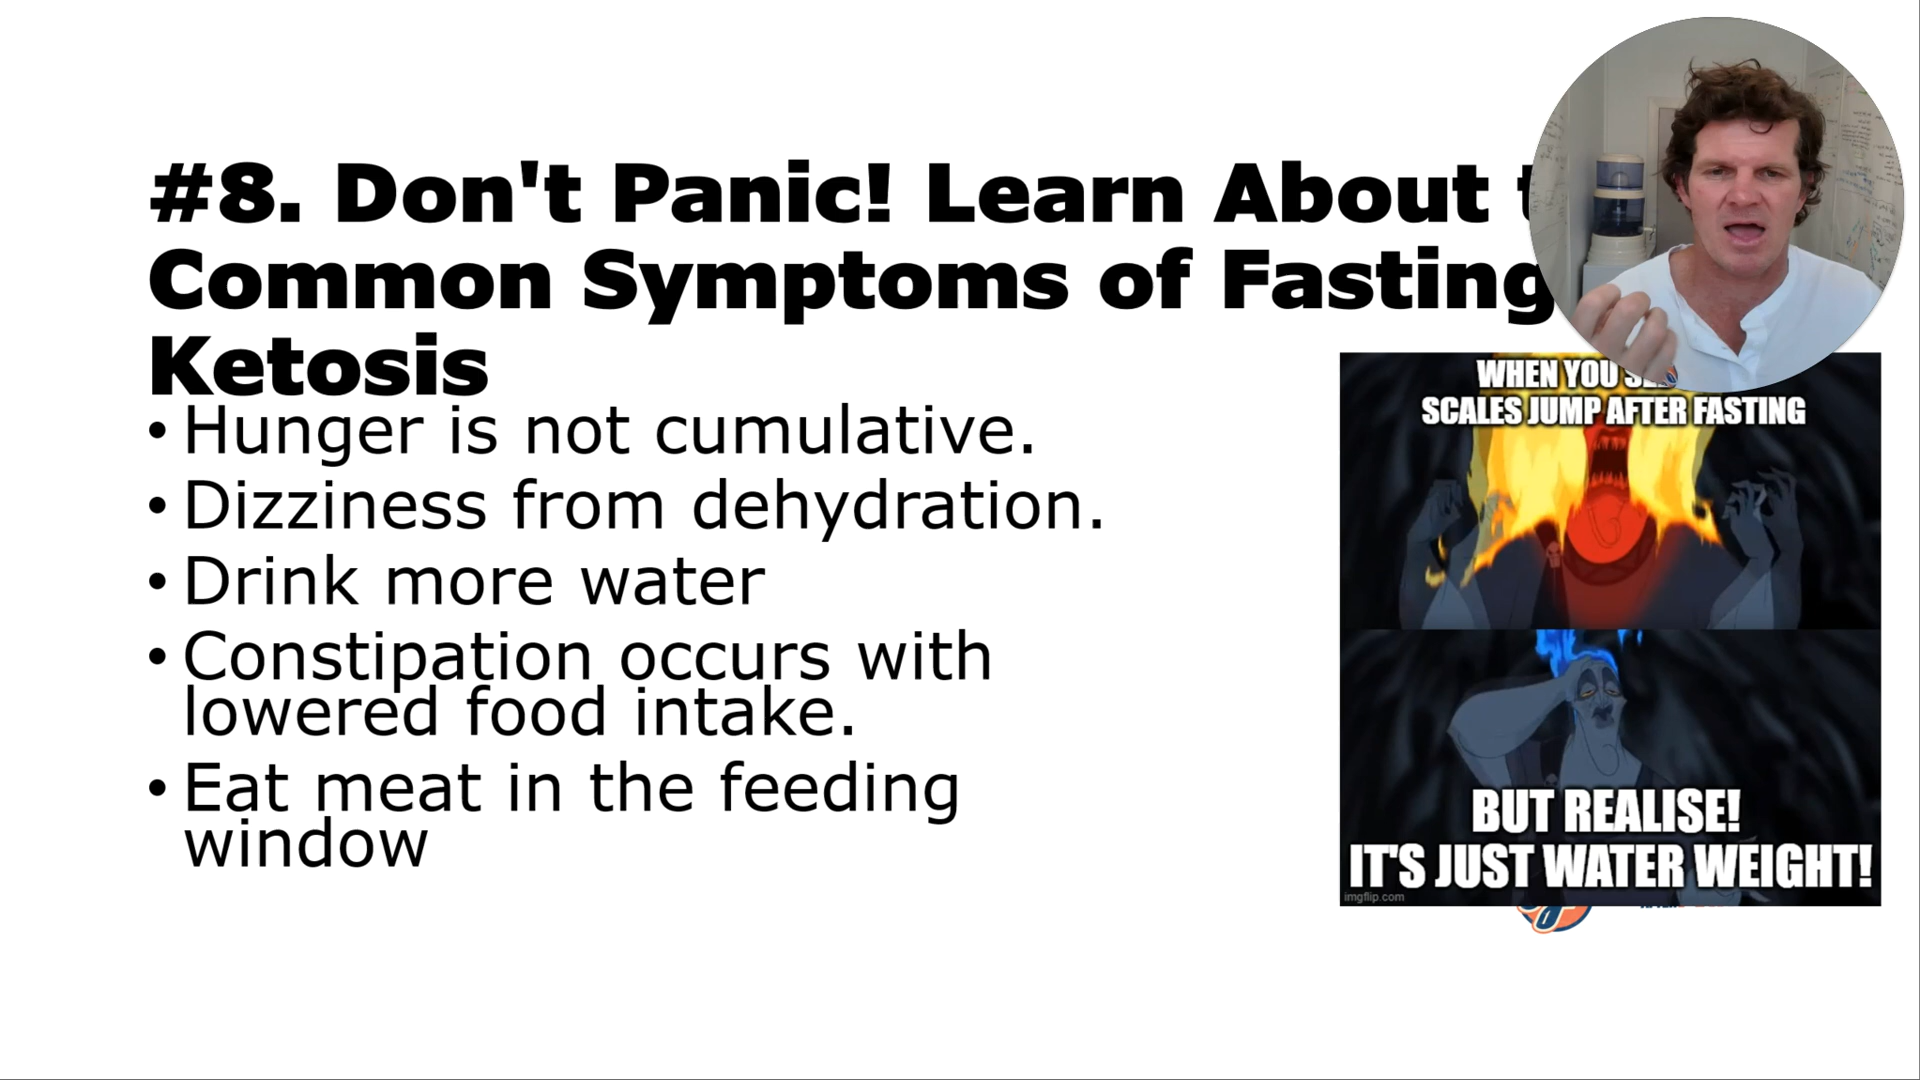 #8. Don't Panic! Learn About
Common Symptoms of Fasting
Ketosis
• Hunger is not cumulative.
• Dizziness from dehydration.
• Drink more water
• Constipation occurs with
lowered food intake.
• Eat meat in the feeding
window
WHEN YOU
SCALES JUMP AFTER FASTING
BUT REALISE!
IT'S JUST WATER WEIGHT!
imgflip.com